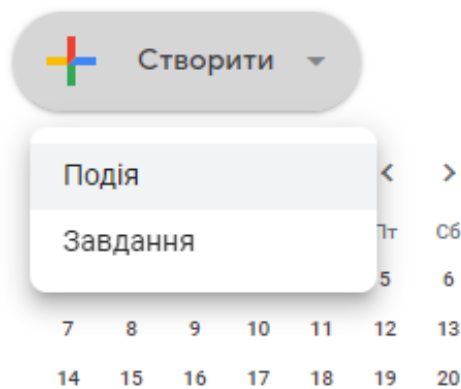 Створити
Подія
Завдання
Пт Сб
5 6
7 8 9 10 11 12 13
14 15 16 17 18 19 20